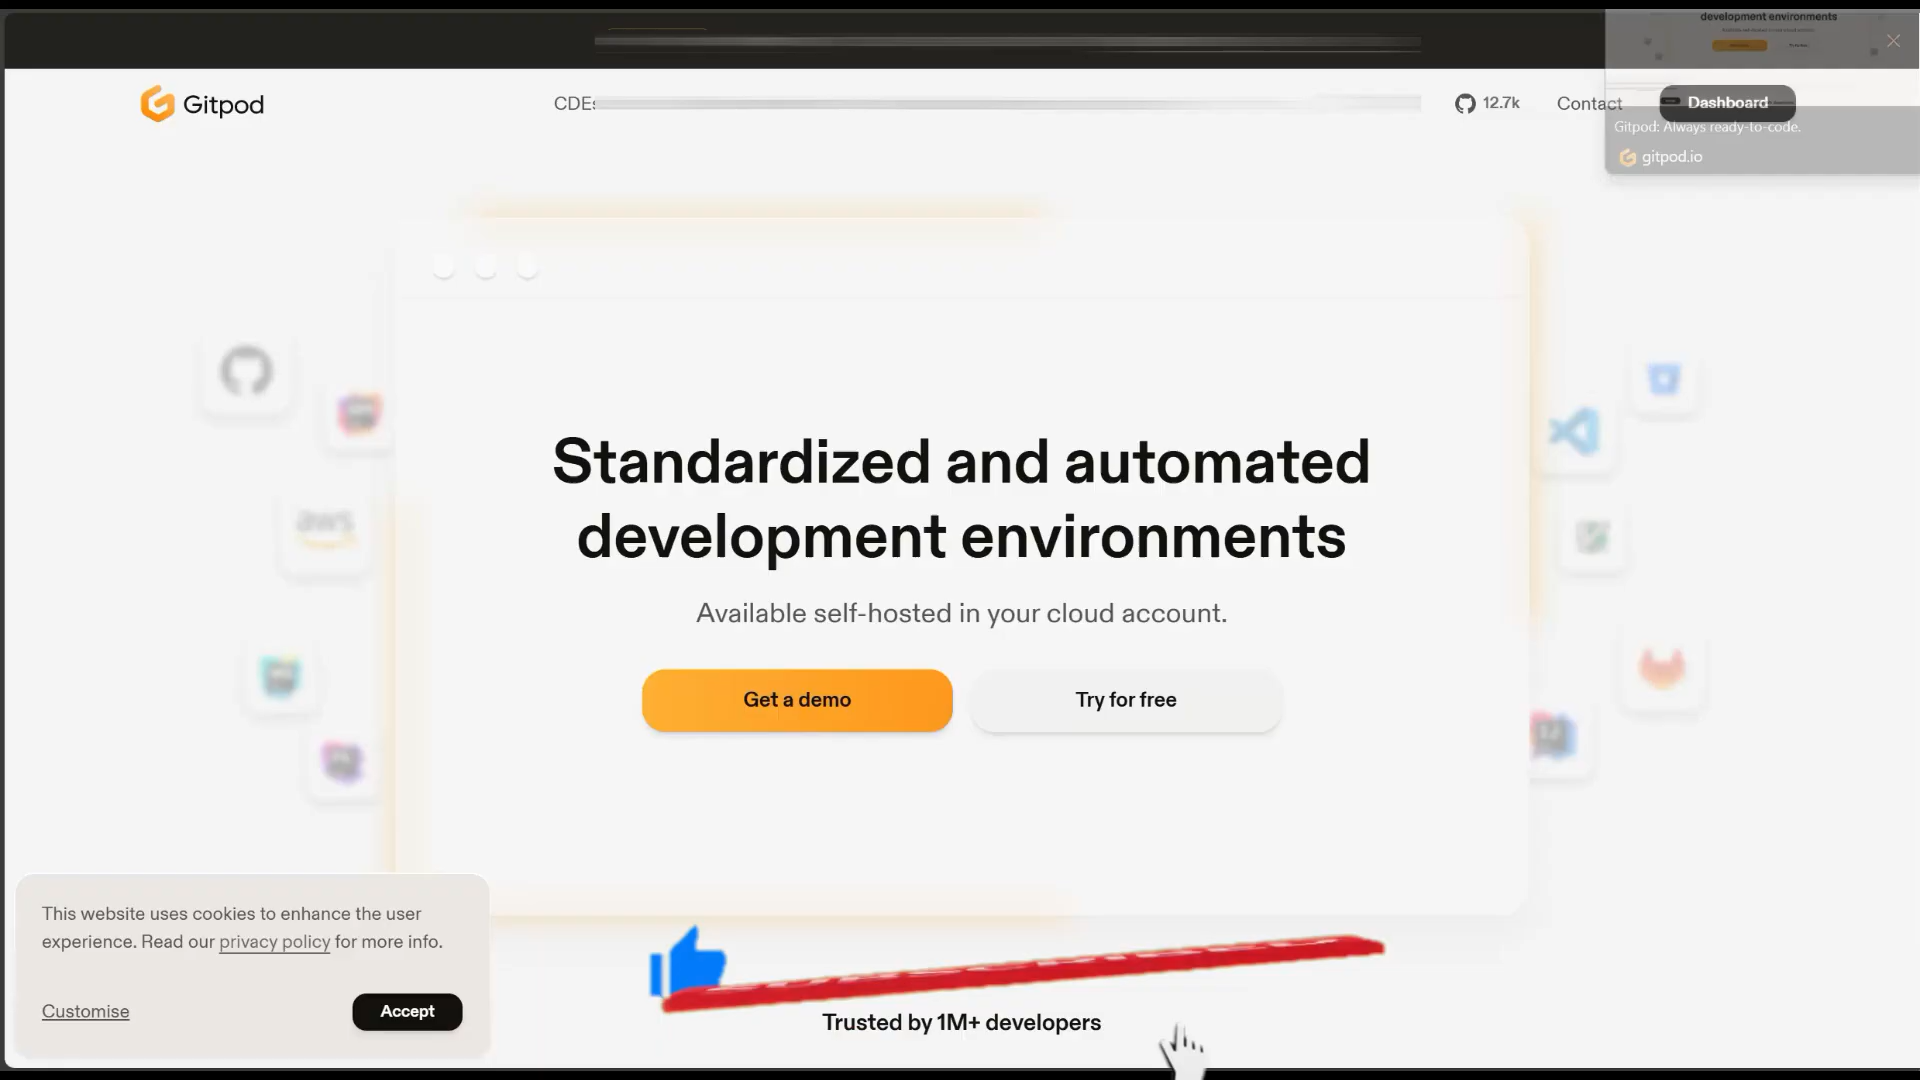 development environments
Gitpod
CDEs
12.7k
Contact
Dashboard
Gitpod: Always ready-to-code.
gitpod.io
aws
Standardized and automated
development environments
Available self-hosted in your cloud account.
Get a demo
Try for free
This website uses cookies to enhance the user
experience. Read our privacy policy for more info.
Customise
Accept
Trusted by 1M+ developers